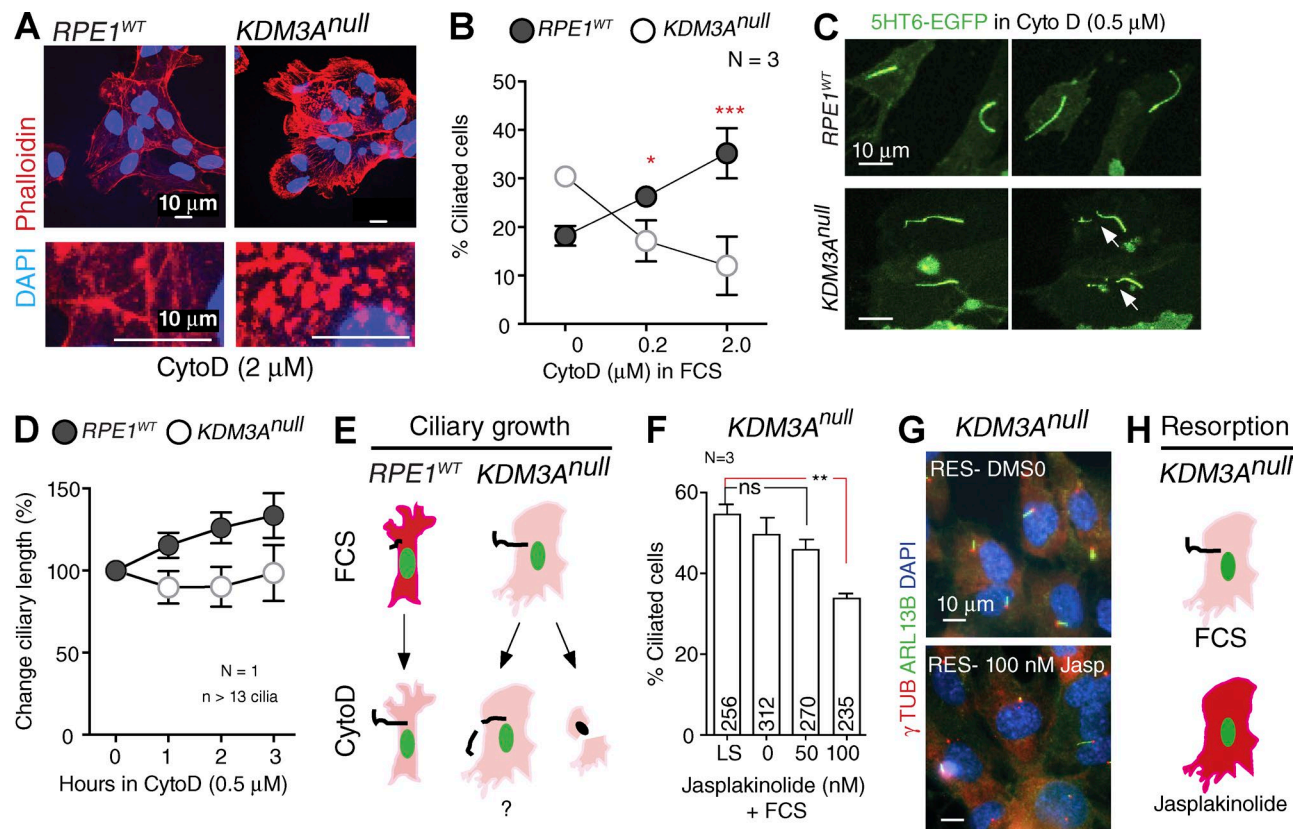 A
RPE1WT
KDM3Anull
Phalloidin
DAPI
10 μm
10 μm
CytoD (2 μM)
B
RPE1WT
KDM3Anull
N = 3
% Ciliated cells
50
40
30
20
10
0
*
***
0
0.2
2.0
CytoD (μM) in FCS
C
5HT6-EGFP in Cyto D (0.5 μM)
RPE1WT
10 μm
KDM3Anull
D
RPE1WT
KDM3Anull
Change ciliary length (%)
150
100
50
0
N = 1
n > 13 cilia
0
1
2
3
Hours in CytoD (0.5 μM)
E
Ciliary growth
RPE1WT
KDM3Anull
FCS
CytoD
?
F
KDM3Anull
N=3
ns
**
% Ciliated cells
60
40
20
0
256
312
270
235
LS
0
50
100
Jasplakinolide (nM)
+ FCS
G
KDM3Anull
γ TUB ARL13B DAPI
RES- DMS0
10 μm
RES- 100 nM Jasp
H
Resorption
KDM3Anull
FCS
Jasplakinolide